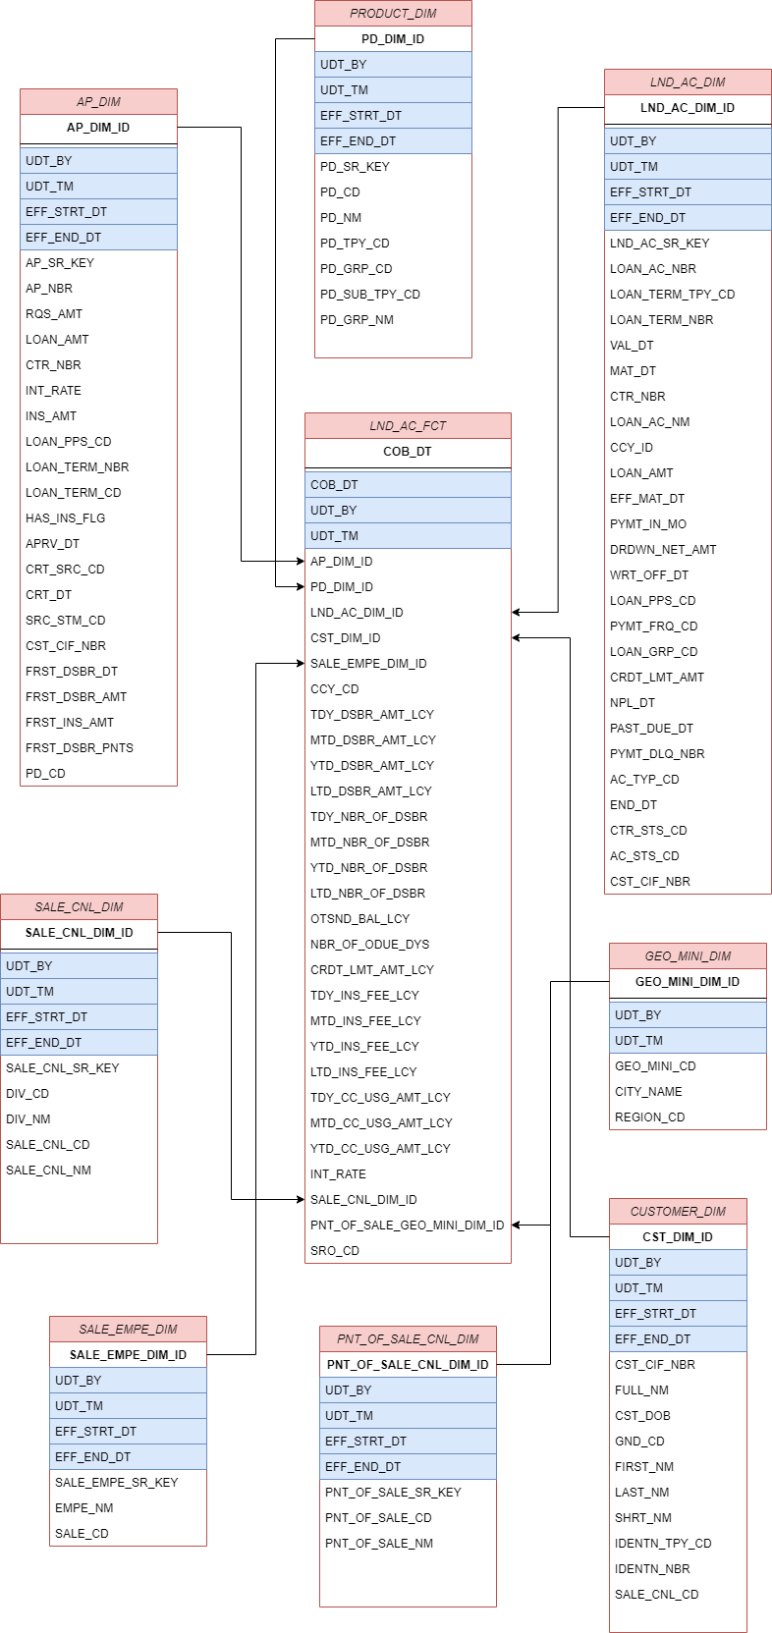 PRODUCT_DIM
PD_DIM_ID
UDT_BY
UDT_TM
EFF_STRT_DT
EFF_END_DT
PD_SR_KEY
PD_CD
PD_NM
PD_TPY_CD
PD_GRP_CD
PD_SUB_TPY_CD
PD_GRP_NM
AP_DIM
AP_DIM_ID
UDT_BY
UDT_TM
EFF_STRT_DT
EFF_END_DT
AP_SR_KEY
AP_NBR
RQS_AMT
LOAN_AMT
CTR_NBR
INT_RATE
INS_AMT
LOAN_PPS_CD
LOAN_TERM_NBR
LOAN_TERM_CD
HAS_INS_FLG
APRV_DT
CRT_SRC_CD
CRT_DT
SRC_STM_CD
CST_CIF_NBR
FRST_DSBR_DT
FRST_DSBR_AMT
FRST_INS_AMT
FRST_DSBR_PNTS
PD_CD
LND_AC_DIM
LND_AC_DIM_ID
UDT_BY
UDT_TM
EFF_STRT_DT
EFF_END_DT
LND_AC_SR_KEY
LOAN_AC_NBR
LOAN_TERM_TPY_CD
LOAN_TERM_NBR
VAL_DT
MAT_DT
CTR_NBR
LOAN_AC_NM
CCY_ID
LOAN_AMT
EFF_MAT_DT
PYMT_IN_MO
DRDWN_NET_AMT
WRT_OFF_DT
LOAN_PPS_CD
PYMT_FRQ_CD
LOAN_GRP_CD
CRDT_LMT_AMT
NPL_DT
PAST_DUE_DT
PYMT_DLQ_NBR
AC_TYP_CD
END_DT
CTR_STS_CD
AC_STS_CD
CST_CIF_NBR
LND_AC_FCT
COB_DT
COB_DT
UDT_BY
UDT_TM
AP_DIM_ID
PD_DIM_ID
LND_AC_DIM_ID
CST_DIM_ID
SALE_EMPE_DIM_ID
CCY_CD
TDY_DSBR_AMT_LCY
MTD_DSBR_AMT_LCY
YTD_DSBR_AMT_LCY
LTD_DSBR_AMT_LCY
TDY_NBR_OF_DSBR
MTD_NBR_OF_DSBR
YTD_NBR_OF_DSBR
LTD_NBR_OF_DSBR
OTSND_BAL_LCY
NBR_OF_ODUE_DYS
CRDT_LMT_AMT_LCY
TDY_INS_FEE_LCY
MTD_INS_FEE_LCY
YTD_INS_FEE_LCY
LTD_INS_FEE_LCY
TDY_CC_USG_AMT_LCY
MTD_CC_USG_AMT_LCY
YTD_CC_USG_AMT_LCY
INT_RATE
SALE_CNL_DIM_ID
PNT_OF_SALE_GEO_MINI_DIM_ID
SRO_CD
SALE_CNL_DIM
SALE_CNL_DIM_ID
UDT_BY
UDT_TM
EFF_STRT_DT
EFF_END_DT
SALE_CNL_SR_KEY
DIV_CD
DIV_NM
SALE_CNL_CD
SALE_CNL_NM
GEO_MINI_DIM
GEO_MINI_DIM_ID
UDT_BY
UDT_TM
GEO_MINI_CD
CITY_NAME
REGION_CD
CUSTOMER_DIM
CST_DIM_ID
UDT_BY
UDT_TM
EFF_STRT_DT
EFF_END_DT
CST_CIF_NBR
FULL_NM
CST_DOB
GND_CD
FIRST_NM
LAST_NM
SHRT_NM
IDENTN_TPY_CD
IDENTN_NBR
SALE_CNL_CD
SALE_EMPE_DIM
SALE_EMPE_DIM_ID
UDT_BY
UDT_TM
EFF_STRT_DT
EFF_END_DT
SALE_EMPE_SR_KEY
EMPE_NM
SALE_CD
PNT_OF_SALE_CNL_DIM
PNT_OF_SALE_CNL_DIM_ID
UDT_BY
UDT_TM
EFF_STRT_DT
EFF_END_DT
PNT_OF_SALE_SR_KEY
PNT_OF_SALE_CD
PNT_OF_SALE_NM